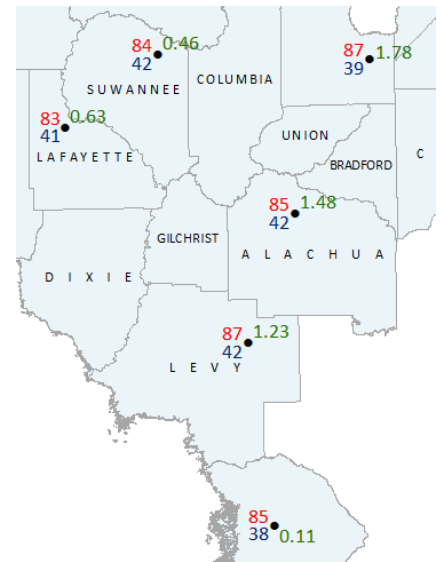 84 0.46
42
SUWANNEE
COLUMBIA
87 1.78
39
83 0.63
41
LAFAYETTE
UNION
BRADFORD
C
85 1.48
42
GILCHRIST
ALACHUA
DIXIE
87 1.23
42
LEVY
85
38 0.11